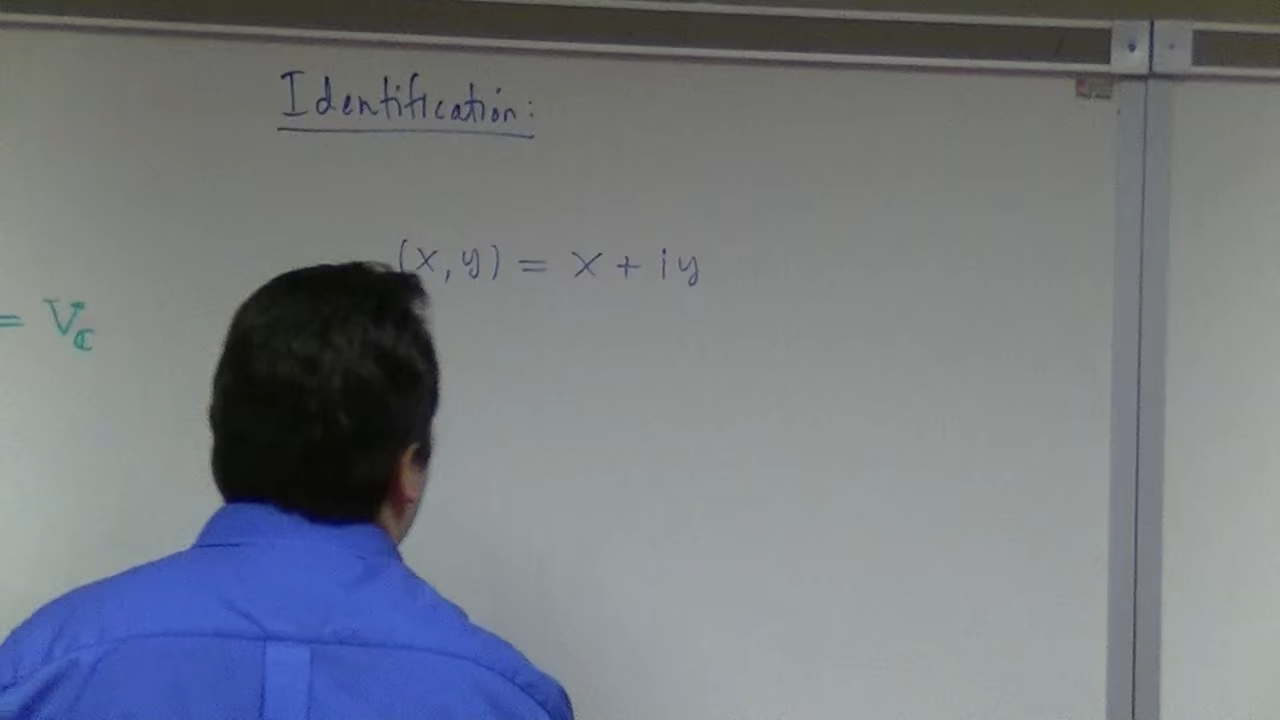 Identification:
(x, y) = x + iy
= V_ℂ